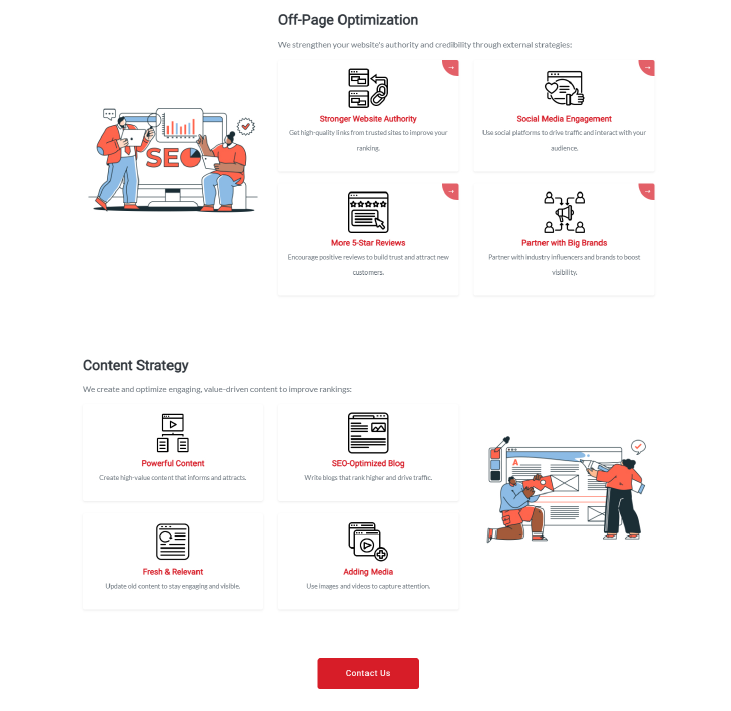 Off-Page Optimization
We strengthen your website's authority and credibility through external strategies:
→
→
SEO
Stronger Website Authority
Get high-quality links from trusted sites to improve your
ranking.
Social Media Engagement
Use social platforms to drive traffic and interact with your
audience.
→
→
More 5-Star Reviews
Encourage positive reviews to build trust and attract new
customers.
Partner with Big Brands
Partner with industry influencers and brands to boost
visibility.
Content Strategy
We create and optimize engaging, value-driven content to improve rankings:
Powerful Content
Create high-value content that informs and attracts.
SEO-Optimized Blog
Write blogs that rank higher and drive traffic.
A
Fresh & Relevant
Update old content to stay engaging and visible.
Adding Media
Use images and videos to capture attention.
Contact Us